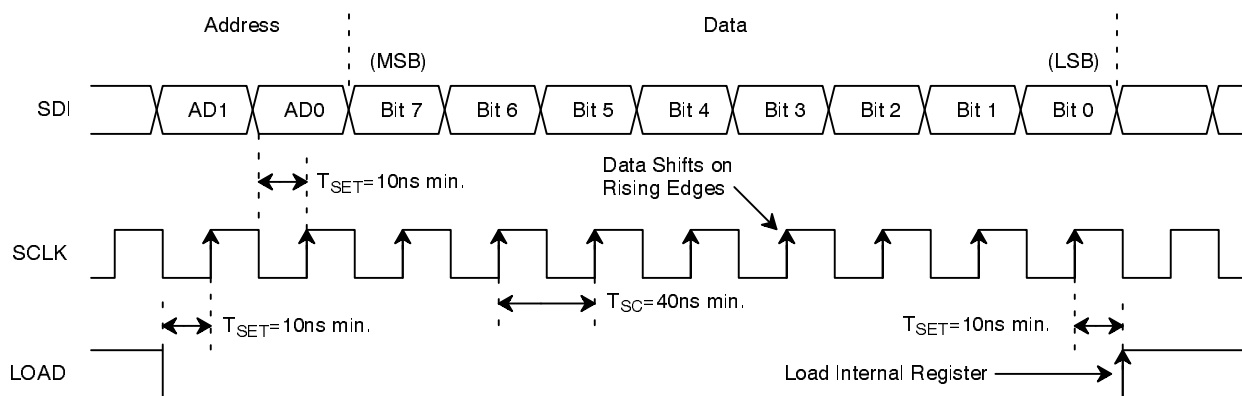 Address
Data
(MSB)
(LSB)
SDI
AD1
AD0
Bit 7
Bit 6
Bit 5
Bit 4
Bit 3
Bit 2
Bit 1
Bit 0
TSET=10ns min.
Data Shifts on
Rising Edges
SCLK
TSET=10ns min.
TSC=40ns min.
TSET=10ns min.
LOAD
Load Internal Register